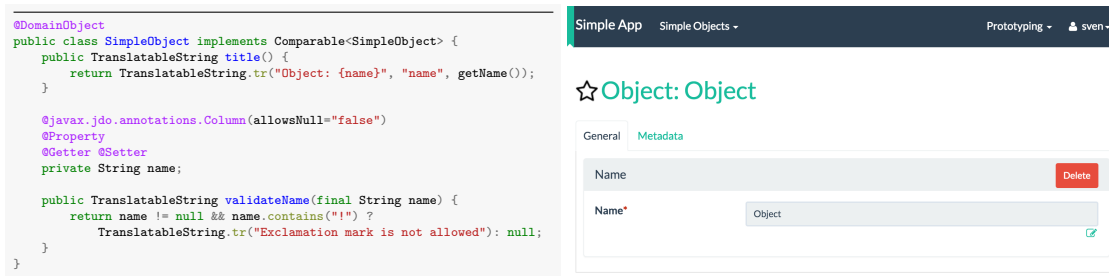 @DomainObject
public class SimpleObject implements Comparable<SimpleObject> {
    public TranslatableString title() {
        return TranslatableString.tr("Object: {name}", "name", getName());
    }
    @javax.jdo.annotations.Column(allowsNull="false")
    @Property
    @Getter @Setter
    private String name;
    public TranslatableString validateName(final String name) {
        return name != null && name.contains("!") ?
            TranslatableString.tr("Exclamation mark is not allowed"): null;
    }
}
Simple App Simple Objects Prototyping sven
Object: Object
General Metadata
Name Delete
Name* Object